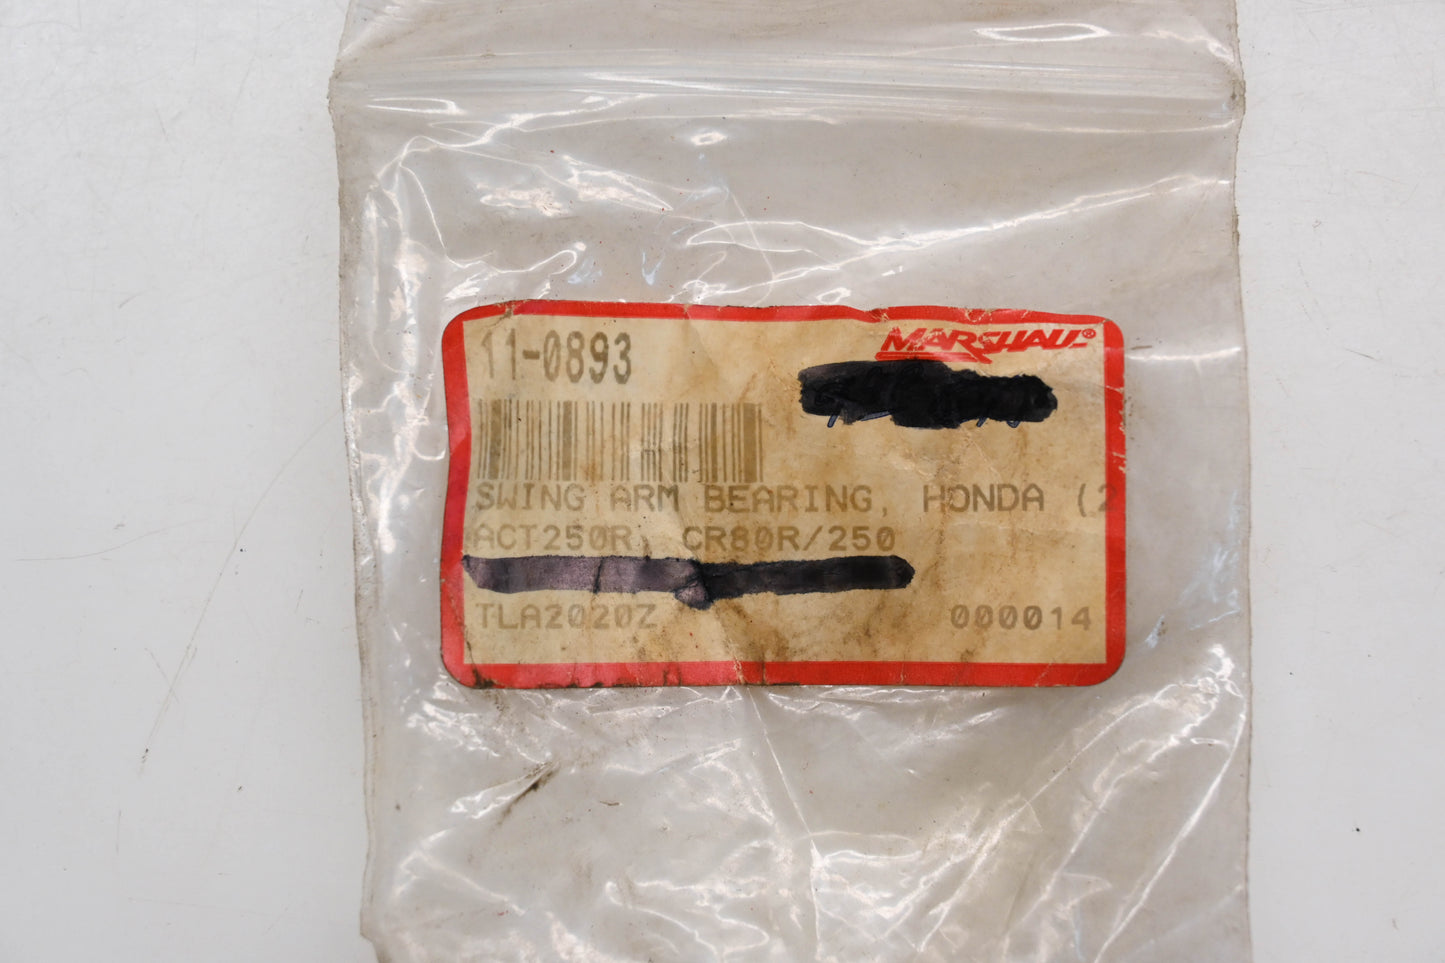 11-0893
MARSHALL®
SWING ARM BEARING, HONDA (2
ACT250R, CR80R/250
TLA2020Z 000014